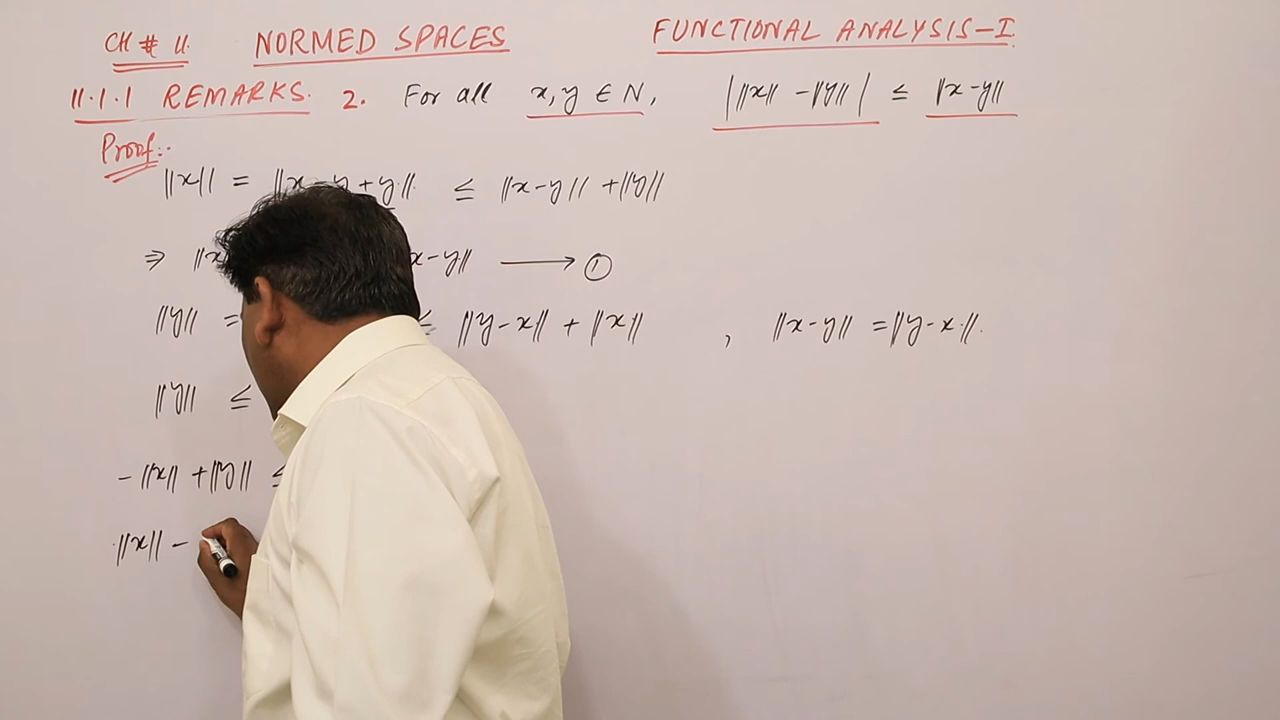 CH # 11. NORMED SPACES FUNCTIONAL ANALYSIS-I.
11.1.1 REMARKS. 2. For all x, y ∈ N, | ||x|| - ||y|| | ≤ ||x-y||
Proof:-
||x|| = ||x-y+y|| ≤ ||x-y|| + ||y||
⇒ ||x x-y|| ⟶ ①
||y|| = ≤ ||y-x|| + ||x|| , ||x-y|| = ||y-x||.
||y|| ≤
- ||x|| + ||y|| ≤
||x|| -